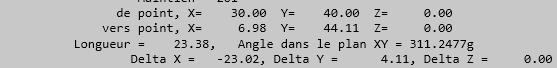 de point, X= 30.00 Y= 40.00 Z= 0.00
vers point, X= 6.98 Y= 44.11 Z= 0.00
Longueur = 23.38, Angle dans le plan XY = 311.2477g
Delta X = -23.02, Delta Y = 4.11, Delta Z = 0.00